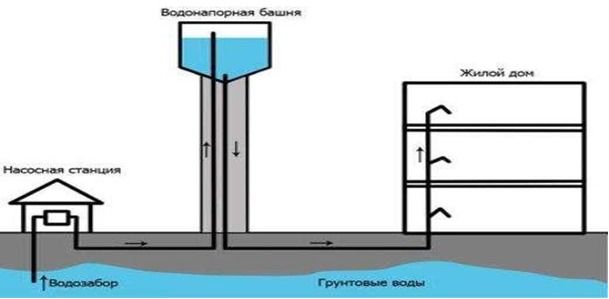 Водонапорная башня
Жилой дом
Насосная станция
Водозабор
Грунтовые воды